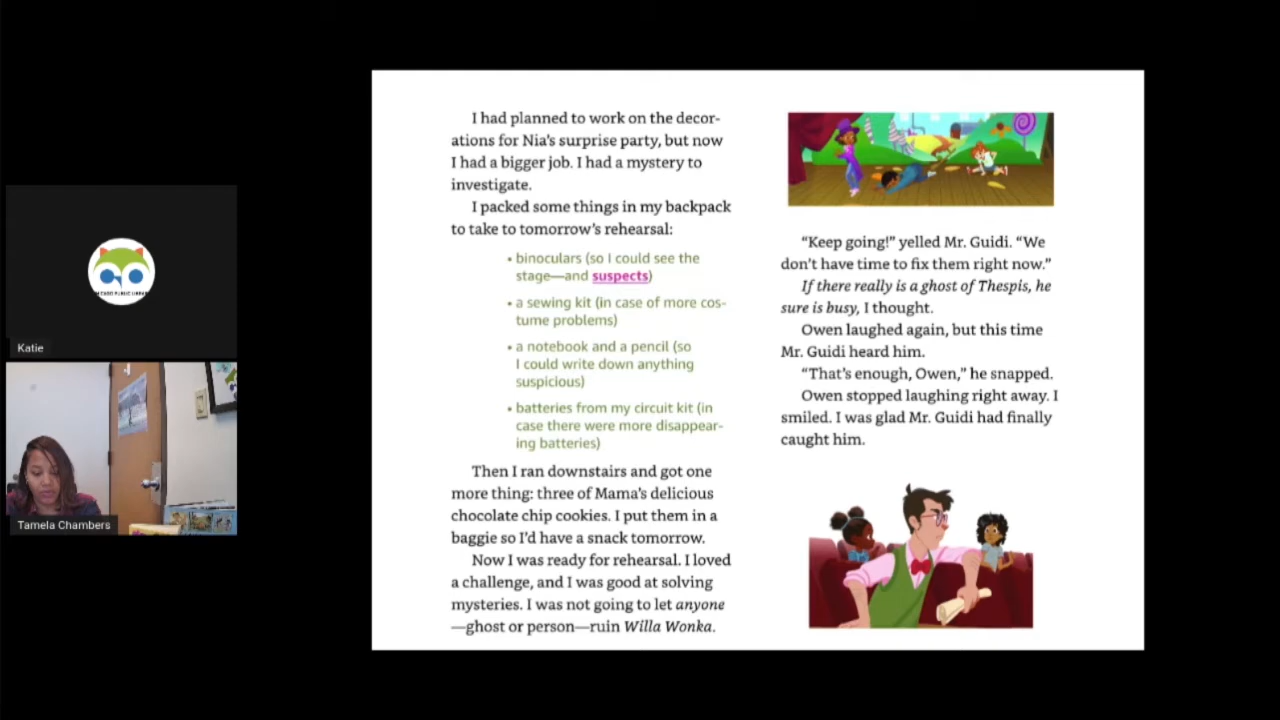 Katie
Tamela Chambers
I had planned to work on the decor-
ations for Nia's surprise party, but now
I had a bigger job. I had a mystery to
investigate.
I packed some things in my backpack
to take to tomorrow's rehearsal:
• binoculars (so I could see the
stage—and suspects)
• a sewing kit (in case of more cos-
tume problems)
• a notebook and a pencil (so
I could write down anything
suspicious)
• batteries from my circuit kit (in
case there were more disappear-
ing batteries)
Then I ran downstairs and got one
more thing: three of Mama's delicious
chocolate chip cookies. I put them in a
baggie so I'd have a snack tomorrow.
Now I was ready for rehearsal. I loved
a challenge, and I was good at solving
mysteries. I was not going to let anyone
—ghost or person—ruin Willa Wonka.
"Keep going!" yelled Mr. Guidi. "We
don't have time to fix them right now."
If there really is a ghost of Thespis, he
sure is busy, I thought.
Owen laughed again, but this time
Mr. Guidi heard him.
"That's enough, Owen," he snapped.
Owen stopped laughing right away. I
smiled. I was glad Mr. Guidi had finally
caught him.